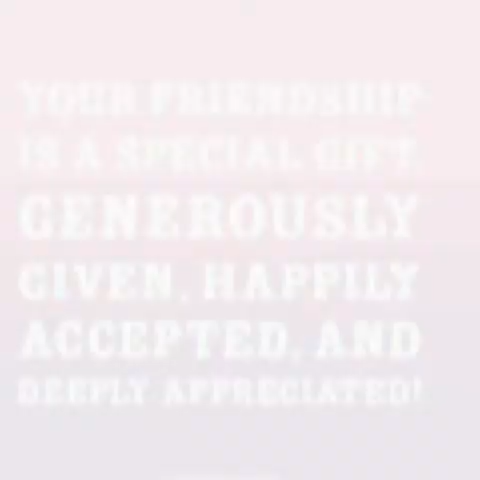 YOUR FRIENDSHIP
IS A SPECIAL GIFT,
GENEROUSLY
GIVEN, HAPPILY
ACCEPTED, AND
DEEPLY APPRECIATED!